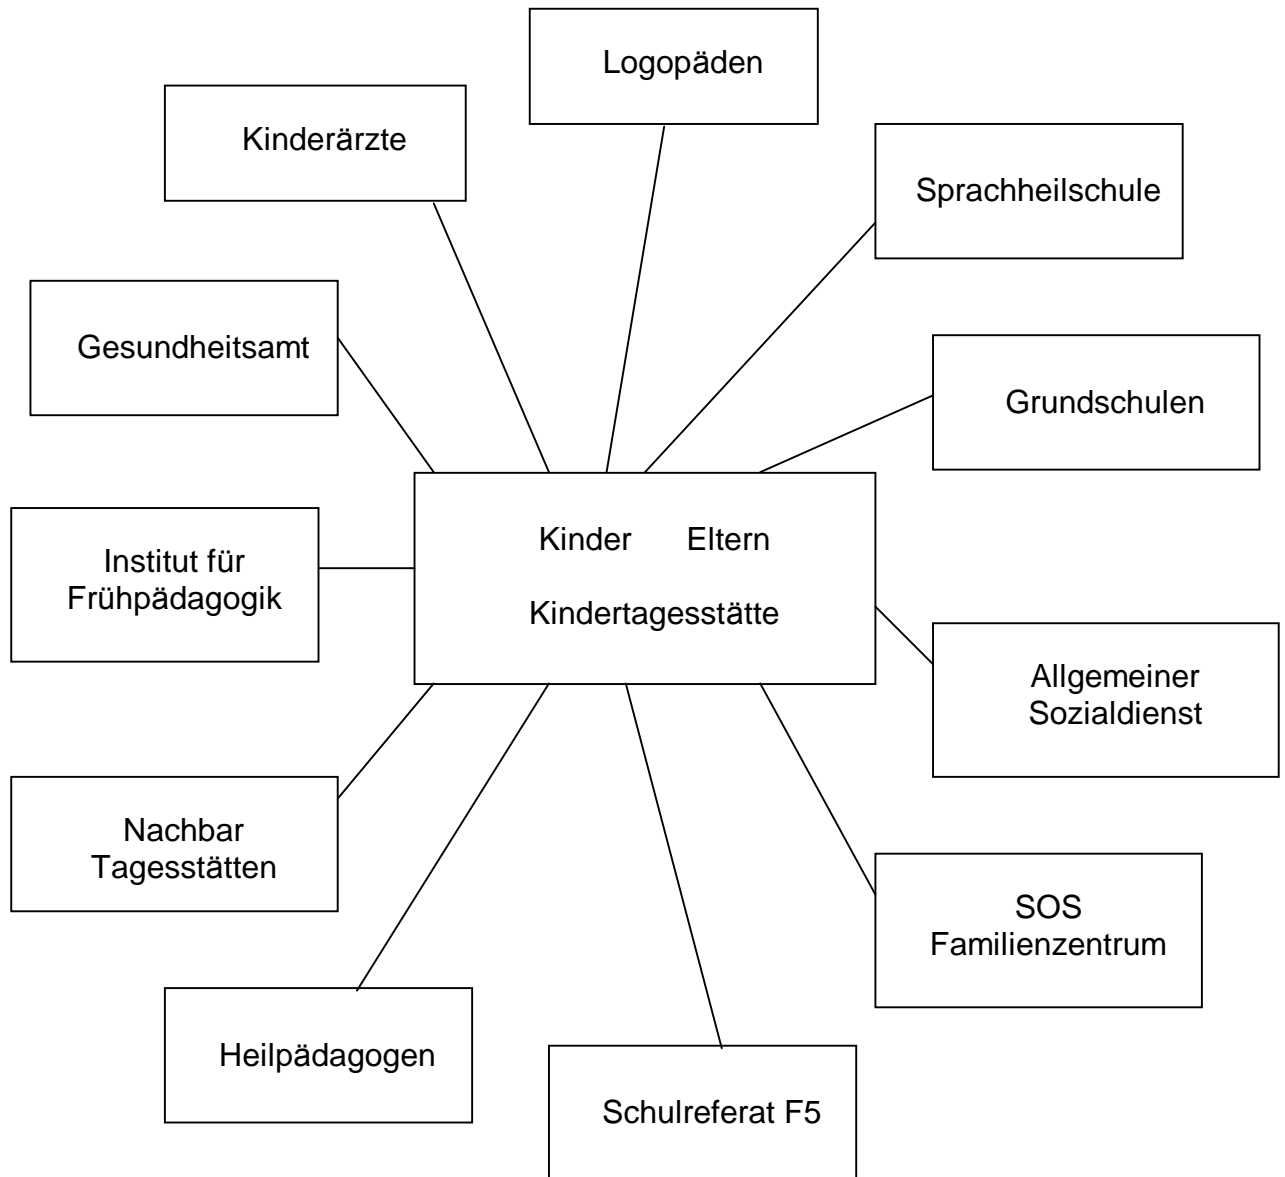 Logopäden
Kinderärzte
Sprachheilschule
Gesundheitsamt
Grundschulen
Kinder Eltern
Kindertagesstätte
Institut für
Frühpädagogik
Allgemeiner
Sozialdienst
Nachbar
Tagesstätten
SOS
Familienzentrum
Heilpädagogen
Schulreferat F5